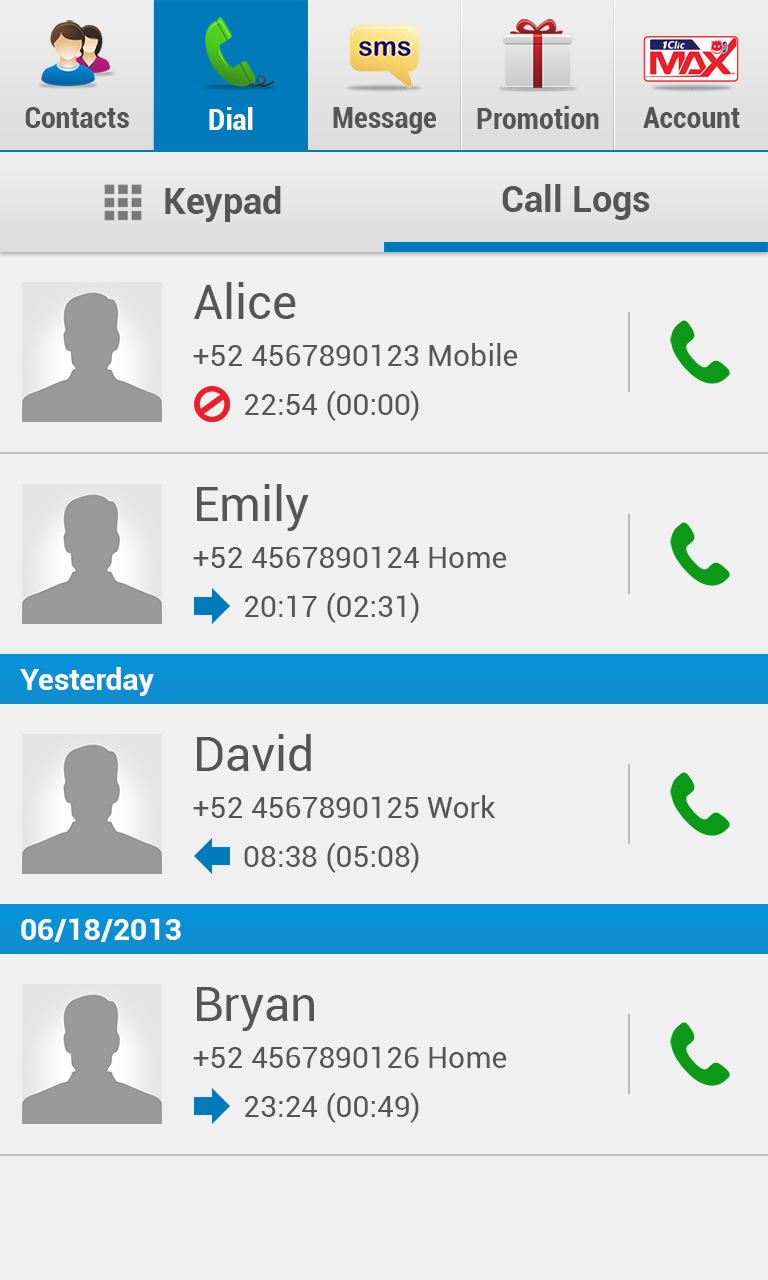 Contacts
Dial
sms
Message
Promotion
1Clic
MAX
Account
Keypad
Call Logs
Alice
+52 4567890123 Mobile
22:54 (00:00)
Emily
+52 4567890124 Home
20:17 (02:31)
Yesterday
David
+52 4567890125 Work
08:38 (05:08)
06/18/2013
Bryan
+52 4567890126 Home
23:24 (00:49)